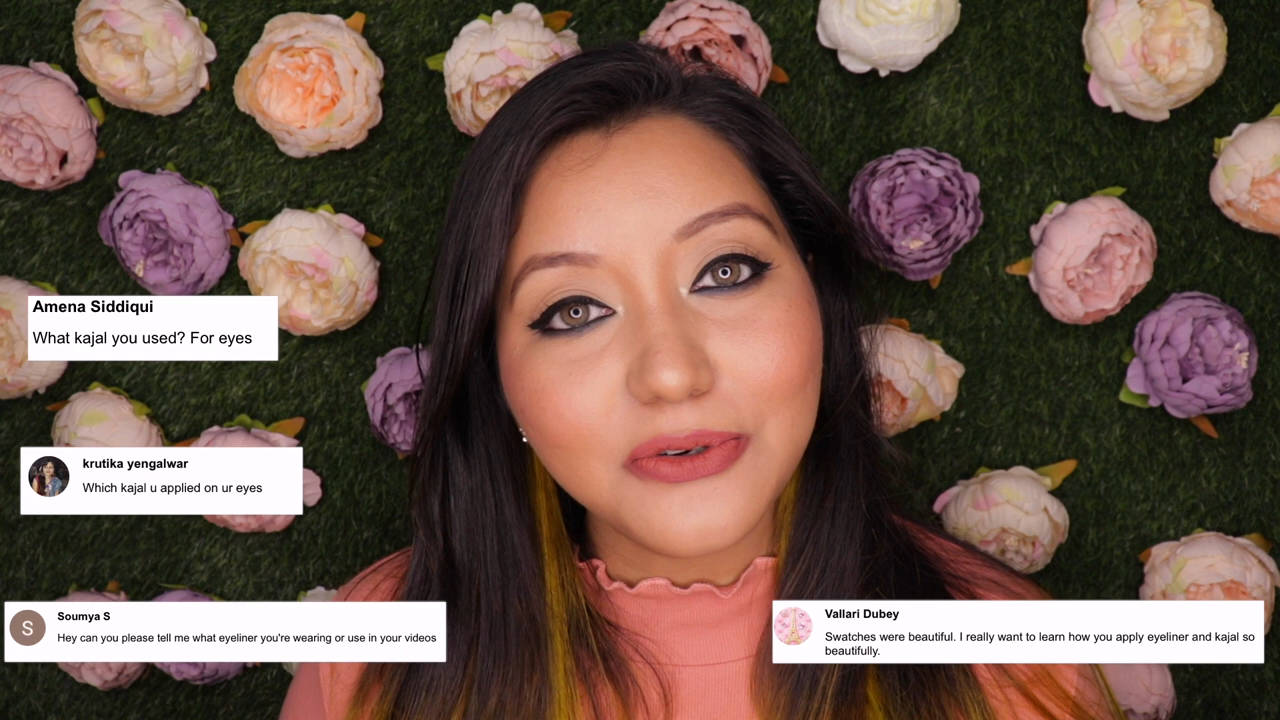 Amena Siddiqui
What kajal you used? For eyes
krutika yengalwar
Which kajal u applied on ur eyes
S
Soumya S
Hey can you please tell me what eyeliner you're wearing or use in your videos
Vallari Dubey
Swatches were beautiful. I really want to learn how you apply eyeliner and kajal so
beautifully.